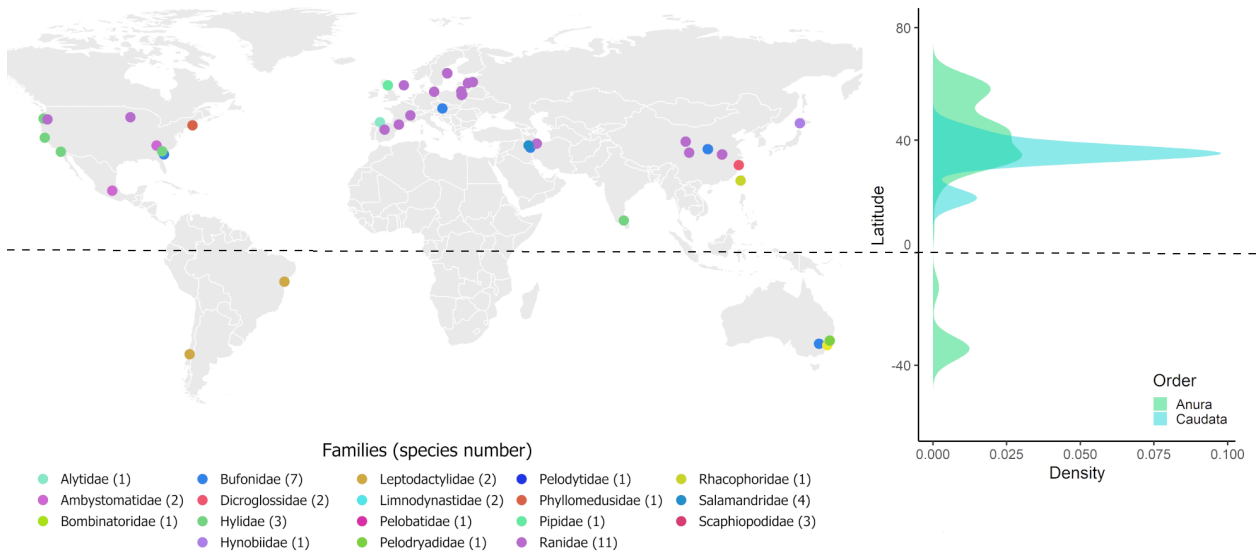 80
40
0
-40
Latitude
Order
Anura
Caudata
0.000
0.025
0.050
0.075
0.100
Density
Families (species number)
Alytidae (1)
Bufonidae (7)
Leptodactylidae (2)
Pelodytidae (1)
Rhacophoridae (1)
Ambystomatidae (2)
Dicroglossidae (2)
Limnodynastidae (2)
Phyllomedusidae (1)
Salamandridae (4)
Bombinatoridae (1)
Hylidae (3)
Pelobatidae (1)
Pipidae (1)
Scaphiopodidae (3)
Hynobiidae (1)
Pelodryadidae (1)
Ranidae (11)